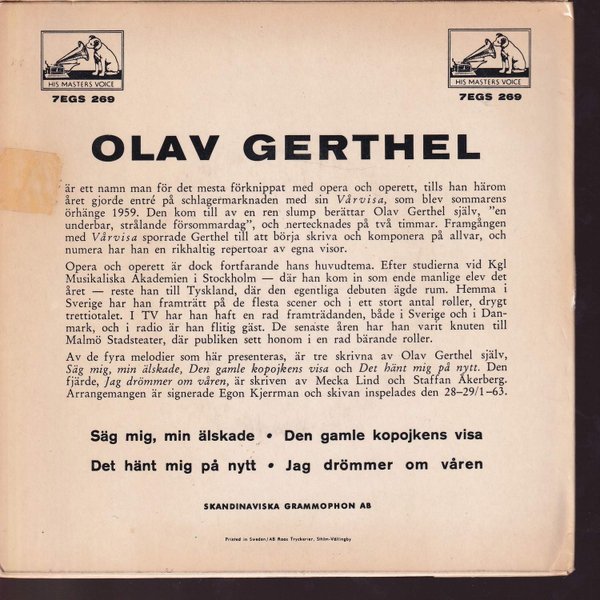 HIS MASTERS VOICE HIS MASTERS VOICE
7EGS 269 7EGS 269
OLAV GERTHEL
är ett namn man för det mesta förknippat med opera och operett, tills han härom
året gjorde entré på schlagermarknaden med sin Vårvisa, som blev sommarens
örhänge 1959. Den kom till av en ren slump berättar Olav Gerthel själv, "en
underbar, strålande försommardag", och nertecknades på två timmar. Framgången
med Vårvisa sporrade Gerthel till att börja skriva och komponera på allvar, och
numera har han en rikhaltig repertoar av egna visor.
Opera och operett är dock fortfarande hans huvudtema. Efter studierna vid Kgl
Musikaliska Akademien i Stockholm — där han kom in som ende manlige elev det
året — reste han till Tyskland, där den egentliga debuten ägde rum. Hemma i
Sverige har han framträtt på de flesta scener och i ett stort antal roller, drygt
trettiotalet. I TV har han haft en rad framträdanden, både i Sverige och i Dan-
mark, och i radio är han flitig gäst. De senaste åren har han varit knuten till
Malmö Stadsteater, där publiken sett honom i en rad bärande roller.
Av de fyra melodier som här presenteras, är tre skrivna av Olav Gerthel själv,
Säg mig, min älskade, Den gamle kopojkens visa och Det hänt mig på nytt. Den
fjärde, Jag drömmer om våren, är skriven av Mecka Lind och Staffan Åkerberg.
Arrangemangen är signerade Egon Kjerrman och skivan inspelades den 28–29/1–63.
Säg mig, min älskade • Den gamle kopojkens visa
Det hänt mig på nytt • Jag drömmer om våren
SKANDINAVISKA GRAMMOPHON AB
Printed in Sweden/AB Roos Tryckerier, Sthlm-Vällingby